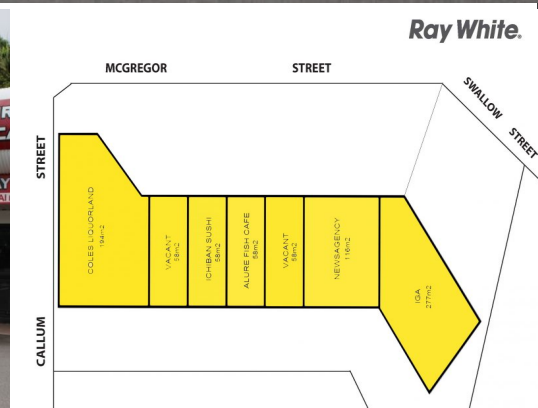 Ray White.
MCGREGOR STREET
SWALLOW STREET
CALLUM STREET
COLES LIQUORLAND
194m2
VACANT
58m2
ICHIBAN SUSHI
58m2
ALLURE FISH CAFE
58m2
VACANT
58m2
NEWSAGENCY
116m2
IGA
277m2